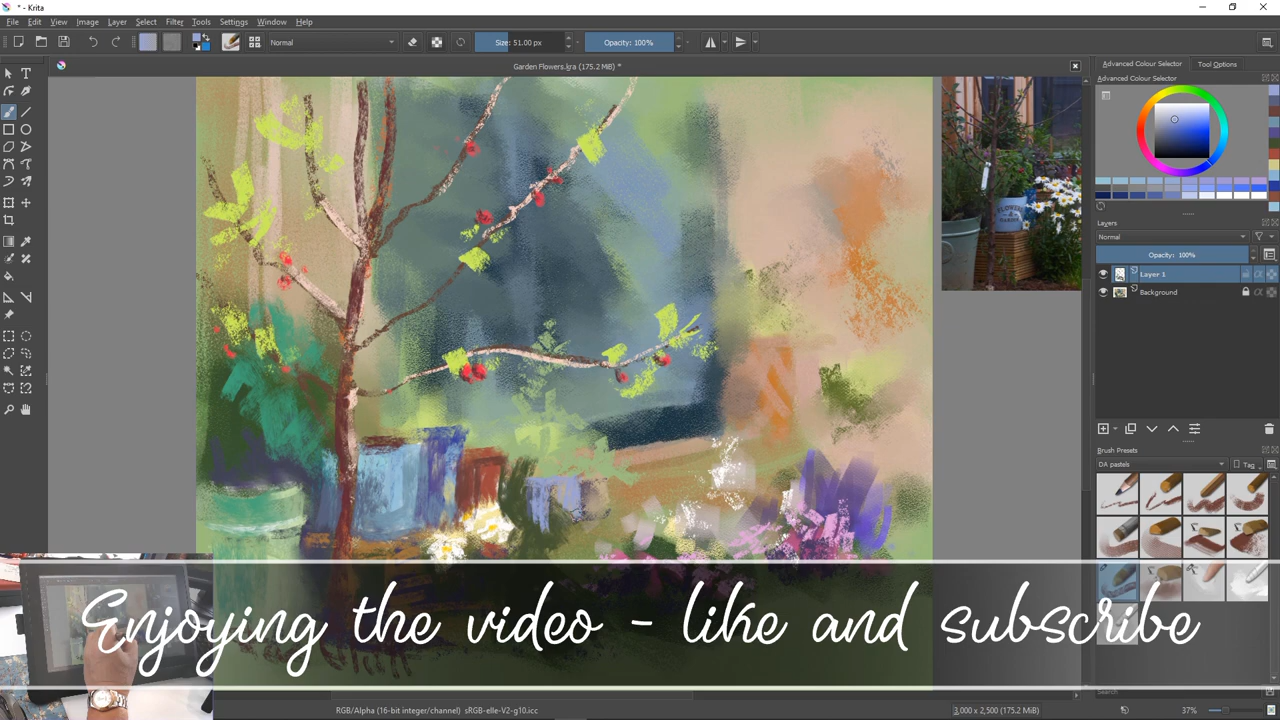 * - Krita
File Edit View Image Layer Select Filter Tools Settings Window Help
Normal Size: 51.00 px Opacity: 100%
Garden Flowers.kra (175.2 MiB) *
Advanced Colour Selector Tool Options
Advanced Colour Selector
FLOWERS
GARDEN
Layers
Normal
Opacity: 100%
Layer 1
Background
Brush Presets
DA pastels Tag
Enjoying the video - like and subscribe
Search
RGB/Alpha (16-bit integer/channel) sRGB-elle-V2-g10.icc 3,000 x 2,500 (175.2 MiB) 37%